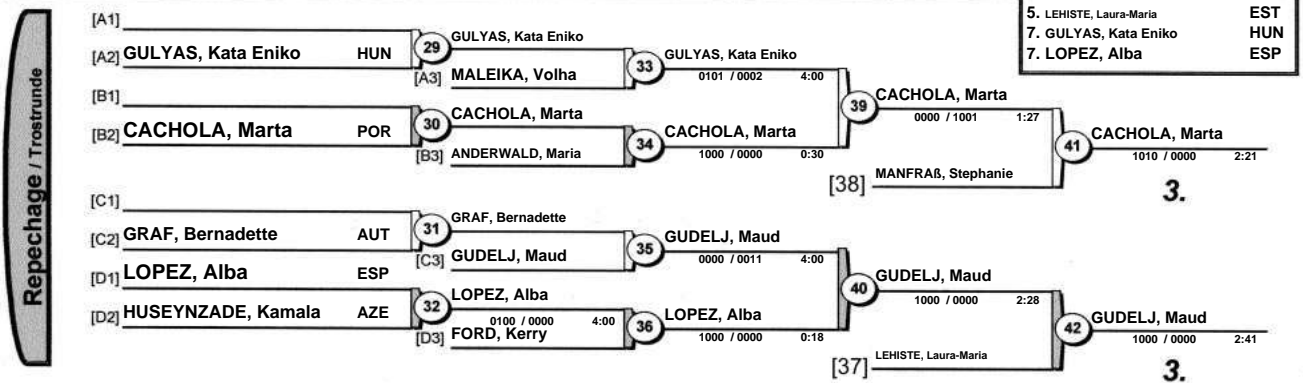 5. LEHISTE, Laura-Maria EST
7. GULYAS, Kata Eniko HUN
7. LOPEZ, Alba ESP
Repechage / Trostrunde
[A1]
[A2] GULYAS, Kata Eniko HUN
29
GULYAS, Kata Eniko
[A3] MALEIKA, Volha
33
GULYAS, Kata Eniko
0101 / 0002 4:00
[B1]
[B2] CACHOLA, Marta POR
30
CACHOLA, Marta
[B3] ANDERWALD, Maria
34
CACHOLA, Marta
1000 / 0000 0:30
39
CACHOLA, Marta
0000 / 1001 1:27
[38] MANFRAß, Stephanie
41
CACHOLA, Marta
1010 / 0000 2:21
3.
[C1]
[C2] GRAF, Bernadette AUT
31
GRAF, Bernadette
[C3] GUDELJ, Maud
35
GUDELJ, Maud
0000 / 0011 4:00
[D1] LOPEZ, Alba ESP
[D2] HUSEYNZADE, Kamala AZE
32
LOPEZ, Alba
0100 / 0000 4:00
[D3] FORD, Kerry
36
LOPEZ, Alba
1000 / 0000 0:18
40
GUDELJ, Maud
1000 / 0000 2:28
[37] LEHISTE, Laura-Maria
42
GUDELJ, Maud
1000 / 0000 2:41
3.